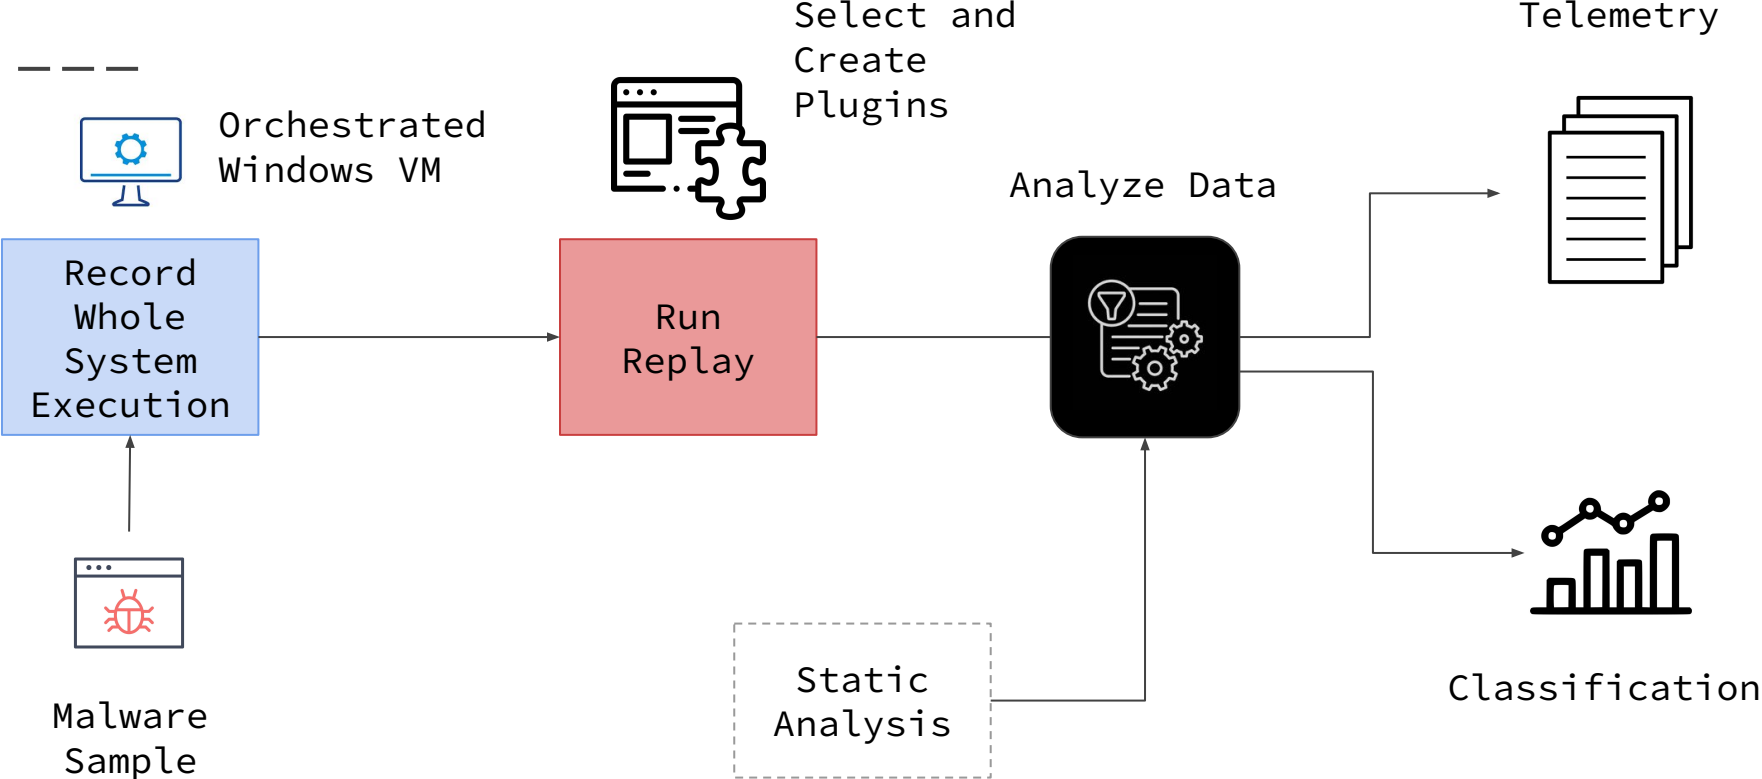 Select and
Create
Plugins
Telemetry
Orchestrated
Windows VM
Analyze Data
Record
Whole
System
Execution
Run
Replay
Static
Analysis
Classification
Malware
Sample